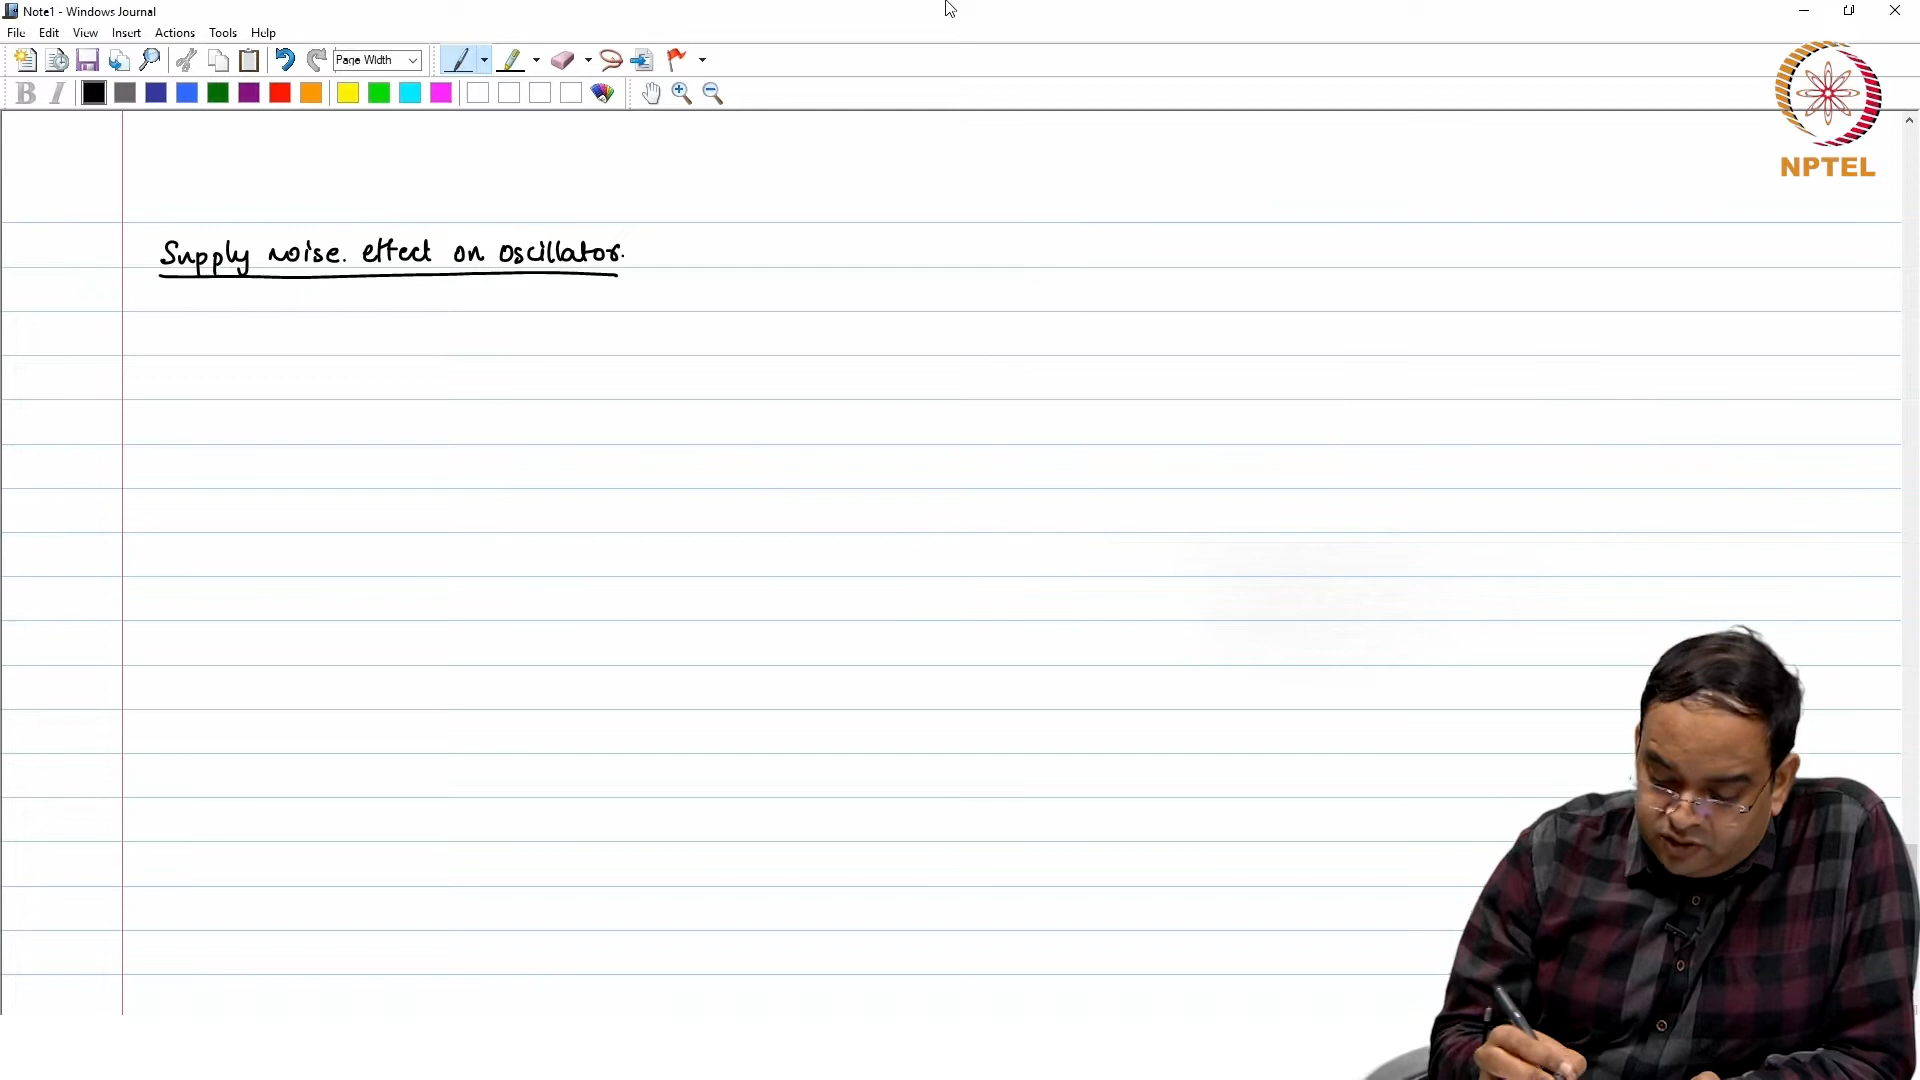 Note1 - Windows Journal
File Edit View Insert Actions Tools Help
Page Width
B I
NPTEL
Supply noise. effect on oscillator.